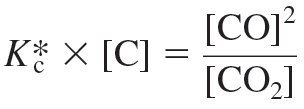 K*c × [C] = [CO]² / [CO₂]